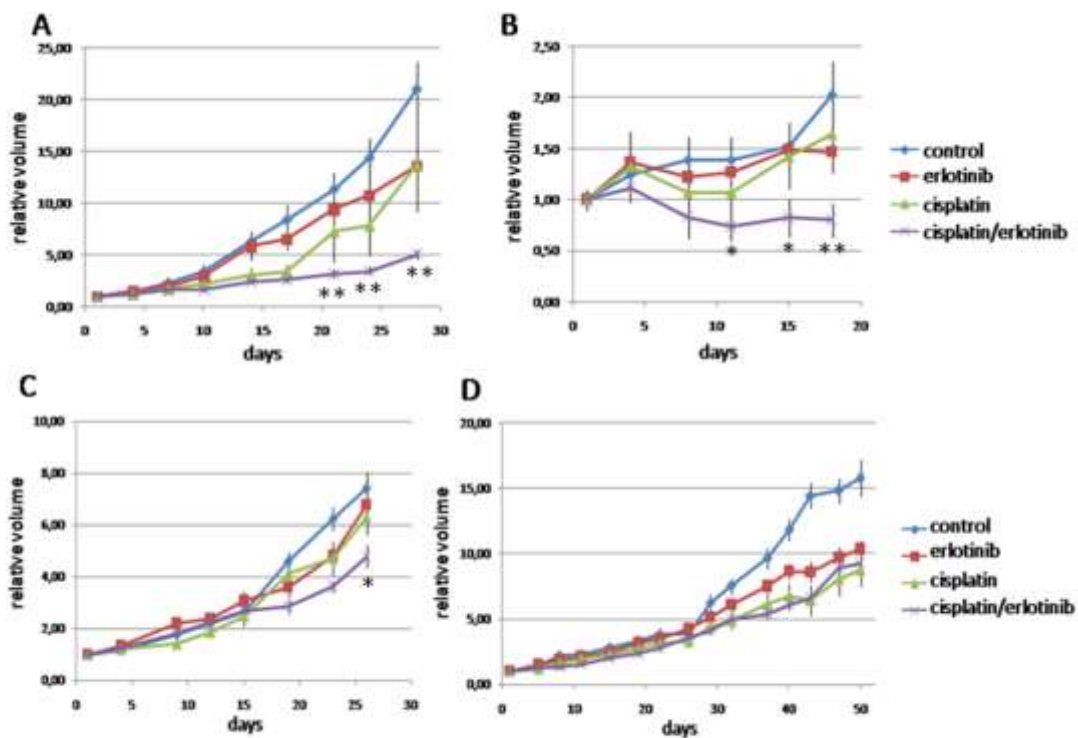 A
25,00
20,00
15,00
10,00
5,00
0,00
relative volume
0 5 10 15 20 25 30
days
** ** **
B
2,50
2,00
1,50
1,00
0,50
0,00
relative volume
0 5 10 15 20
days
* * **
control
erlotinib
cisplatin
cisplatin/erlotinib
C
10,00
8,00
6,00
4,00
2,00
0,00
relative volume
0 5 10 15 20 25 30
days
*
D
20,00
15,00
10,00
5,00
0,00
relative volume
0 10 20 30 40 50
days
control
erlotinib
cisplatin
cisplatin/erlotinib